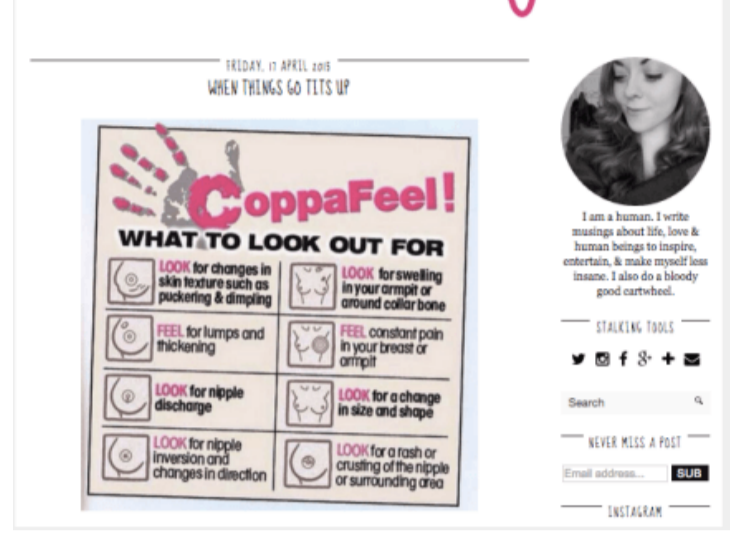 FRIDAY, 17 APRIL 2015
WHEN THINGS GO TITS UP
CoppaFeel!
WHAT TO LOOK OUT FOR
LOOK for changes in
skin texture such as
puckering & dimpling
LOOK for swelling
in your armpit or
around collar bone
FEEL for lumps and
thickening
FEEL constant pain
in your breast or
armpit
LOOK for nipple
discharge
LOOK for a change
in size and shape
LOOK for nipple
inversion and
changes in direction
LOOK for a rash or
crusting of the nipple
or surrounding area
I am a human. I write
musings about life, love &
human beings to inspire,
entertain, & make myself less
insane. I also do a bloody
good cartwheel.
STALKING TOOLS
Search
NEVER MISS A POST
Email address...
SUB
INSTAGRAM